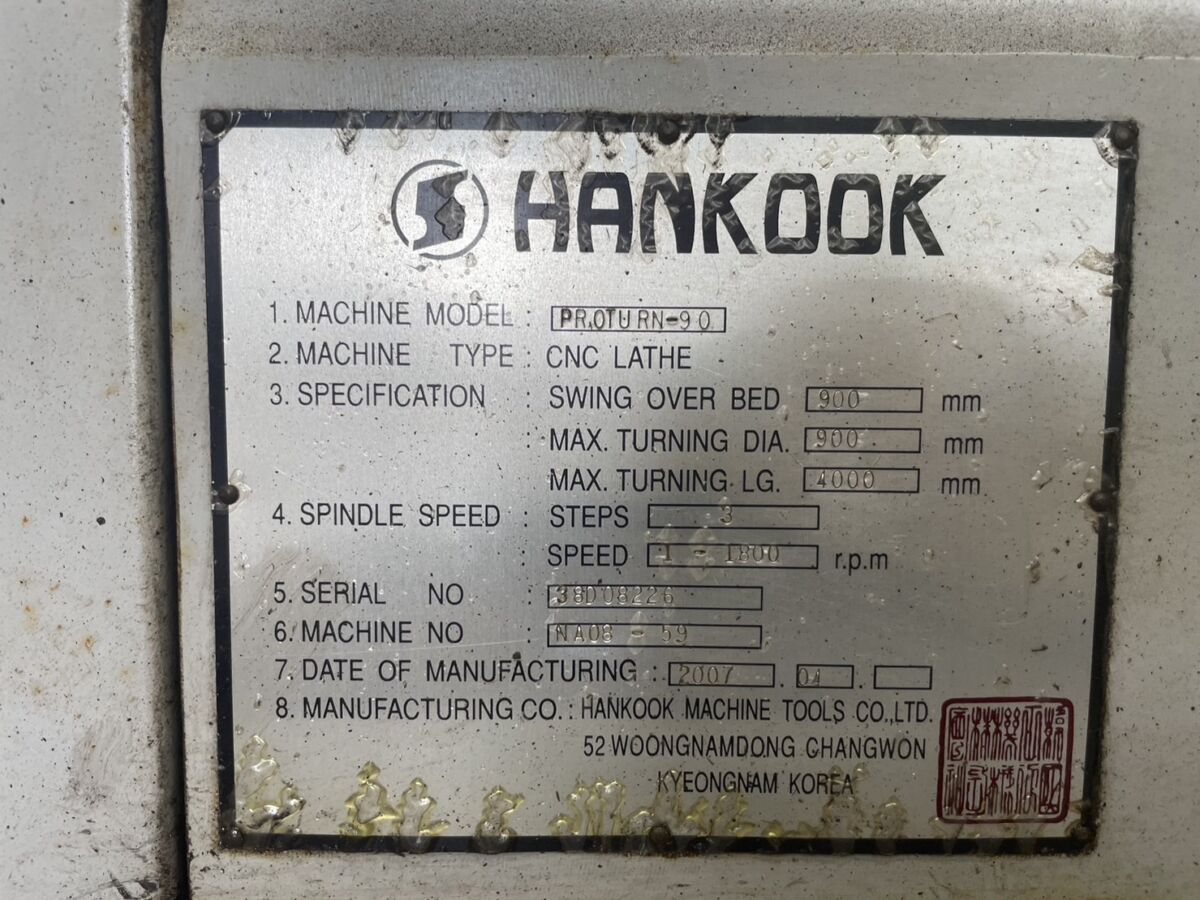 HANKOOK
1. MACHINE MODEL : PROTURN-90
2. MACHINE TYPE : CNC LATHE
3. SPECIFICATION : SWING OVER BED 900 mm
: MAX. TURNING DIA. 900 mm
MAX. TURNING LG. 4000 mm
4. SPINDLE SPEED : STEPS 3
SPEED 1 - 1800 r.p.m
5. SERIAL NO : 38D08226
6. MACHINE NO : NA08 - 59
7. DATE OF MANUFACTURING : 2007 . 04 .
8. MANUFACTURING CO. : HANKOOK MACHINE TOOLS CO.,LTD.
52 WOONGNAMDONG CHANGWON
KYEONGNAM KOREA